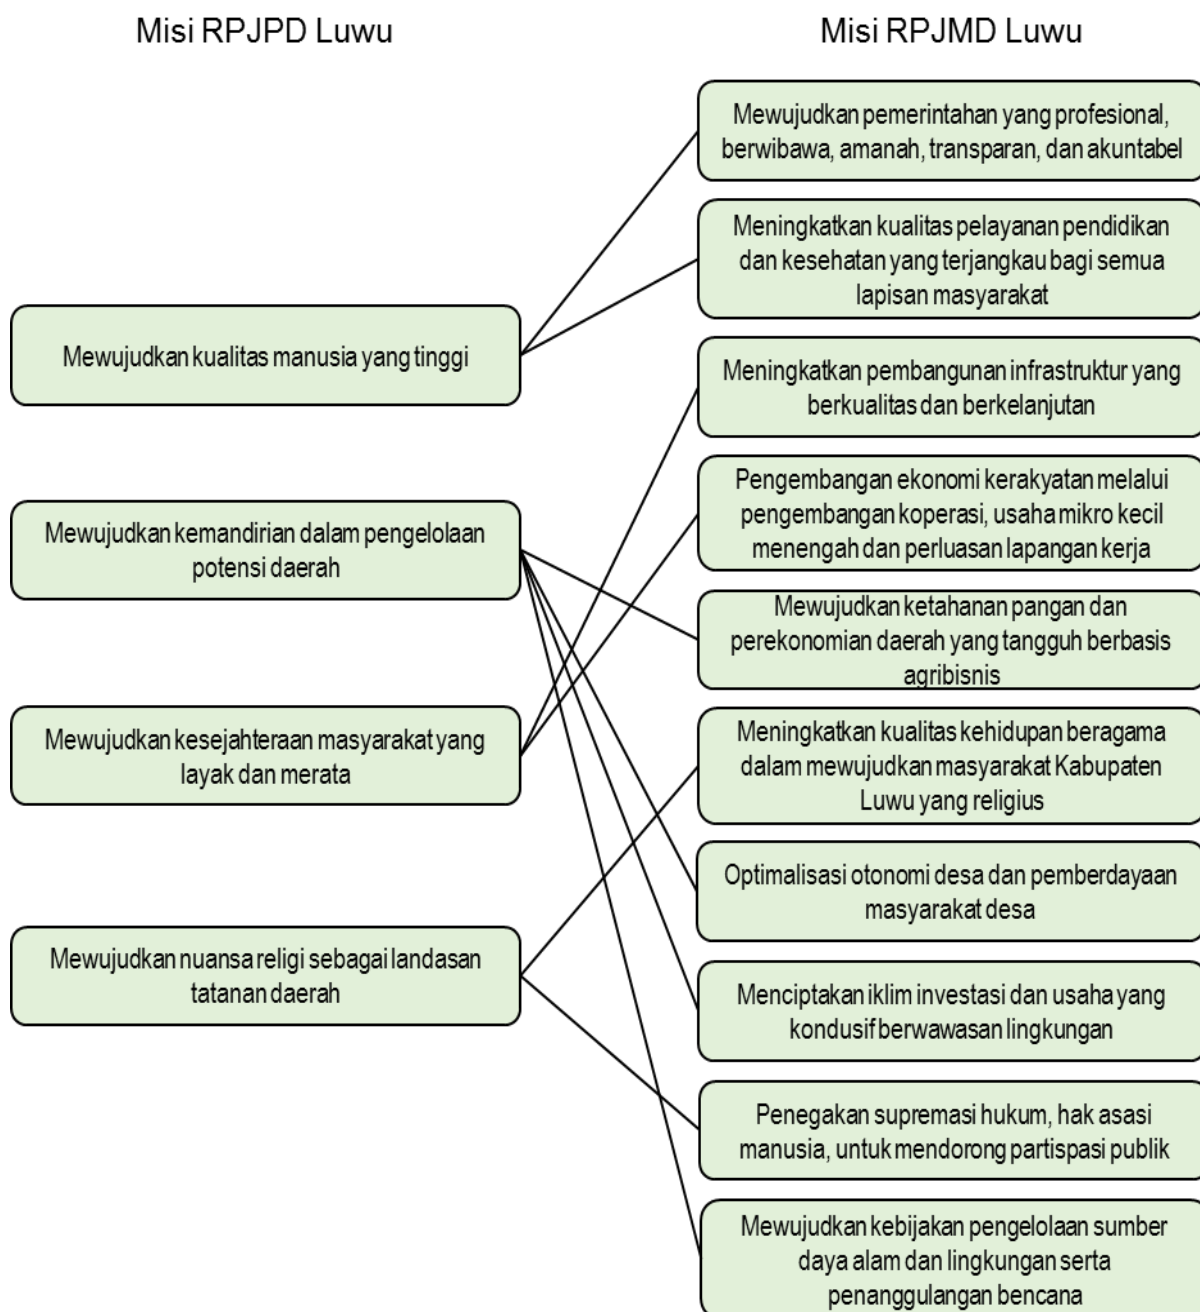 Misi RPJPD Luwu
Misi RPJMD Luwu
Mewujudkan kualitas manusia yang tinggi
Mewujudkan kemandirian dalam pengelolaan
potensi daerah
Mewujudkan kesejahteraan masyarakat yang
layak dan merata
Mewujudkan nuansa religi sebagai landasan
tatanan daerah
Mewujudkan pemerintahan yang profesional,
berwibawa, amanah, transparan, dan akuntabel
Meningkatkan kualitas pelayanan pendidikan
dan kesehatan yang terjangkau bagi semua
lapisan masyarakat
Meningkatkan pembangunan infrastruktur yang
berkualitas dan berkelanjutan
Pengembangan ekonomi kerakyatan melalui
pengembangan koperasi, usaha mikro kecil
menengah dan perluasan lapangan kerja
Mewujudkan ketahanan pangan dan
perekonomian daerah yang tangguh berbasis
agribisnis
Meningkatkan kualitas kehidupan beragama
dalam mewujudkan masyarakat Kabupaten
Luwu yang religius
Optimalisasi otonomi desa dan pemberdayaan
masyarakat desa
Menciptakan iklim investasi dan usaha yang
kondusif berwawasan lingkungan
Penegakan supremasi hukum, hak asasi
manusia, untuk mendorong partispasi publik
Mewujudkan kebijakan pengelolaan sumber
daya alam dan lingkungan serta
penanggulangan bencana